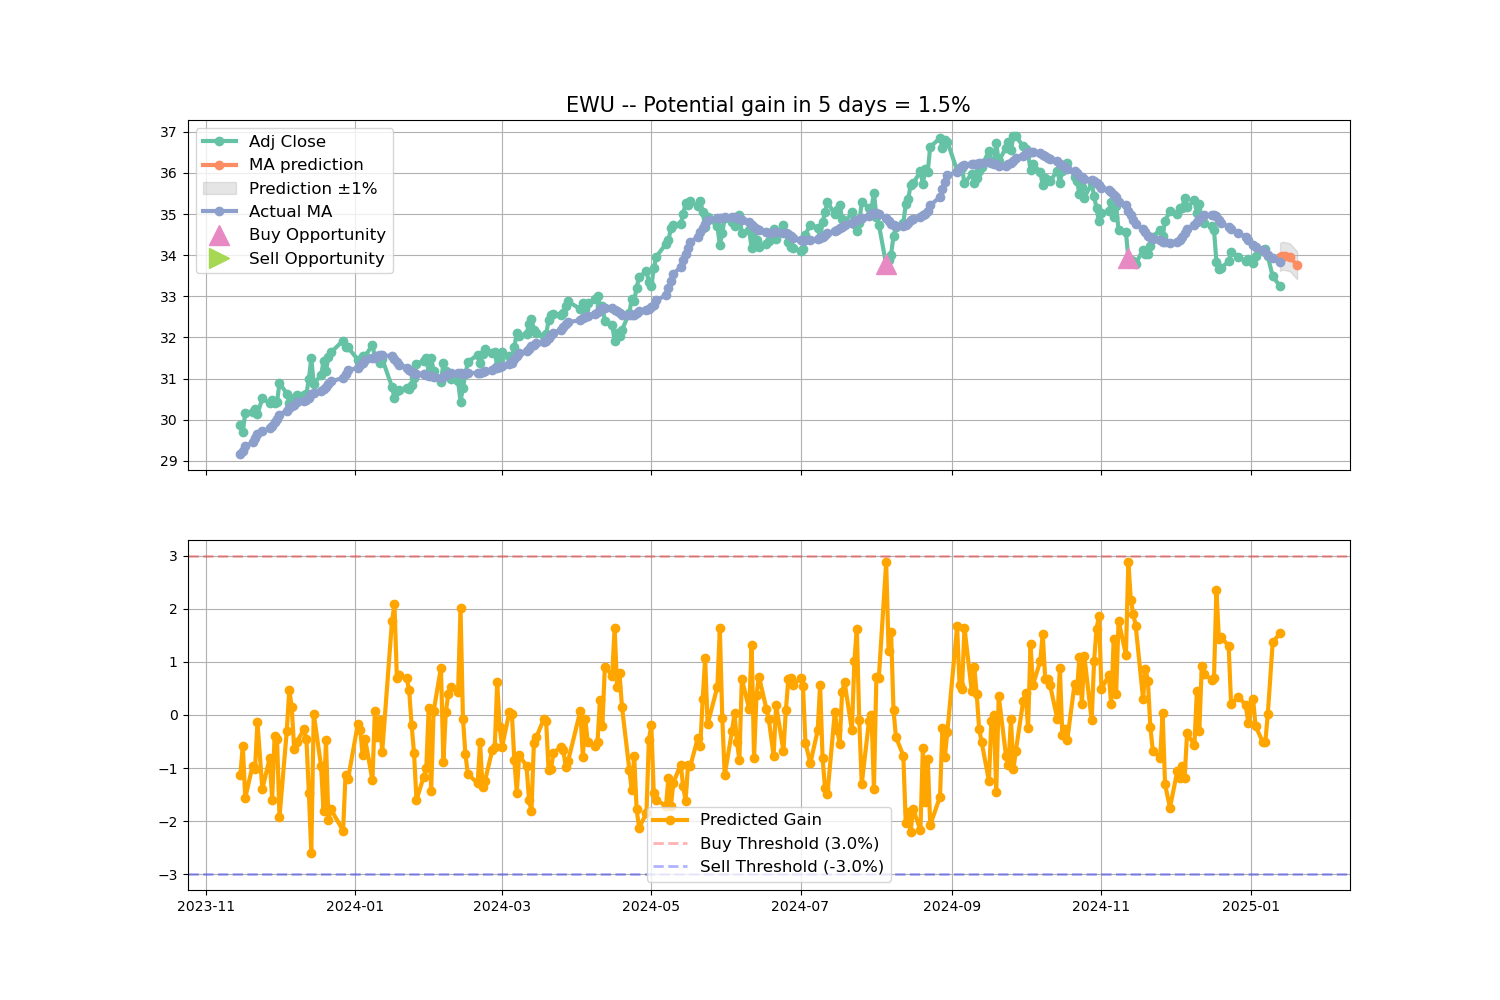 EWU -- Potential gain in 5 days = 1.5%
37
36
35
34
33
32
31
30
29
Adj Close
MA prediction
Prediction ±1%
Actual MA
Buy Opportunity
Sell Opportunity
3
2
1
0
−1
−2
−3
Predicted Gain
Buy Threshold (3.0%)
Sell Threshold (-3.0%)
2023-11
2024-01
2024-03
2024-05
2024-07
2024-09
2024-11
2025-01